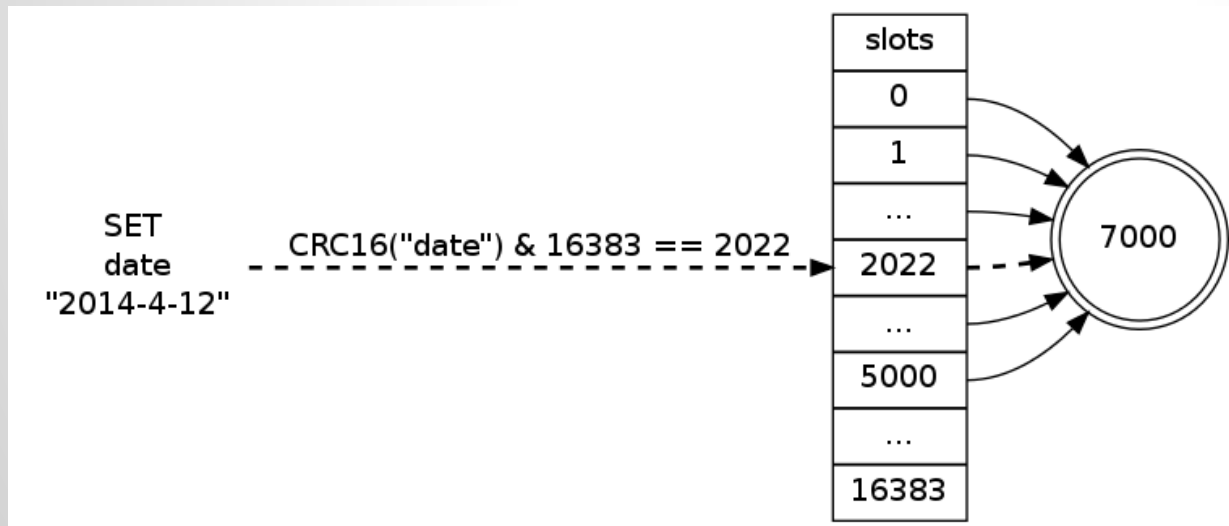 SET
date
"2014-4-12"
CRC16("date") & 16383 == 2022
slots
0
1
...
2022
...
5000
...
16383
7000